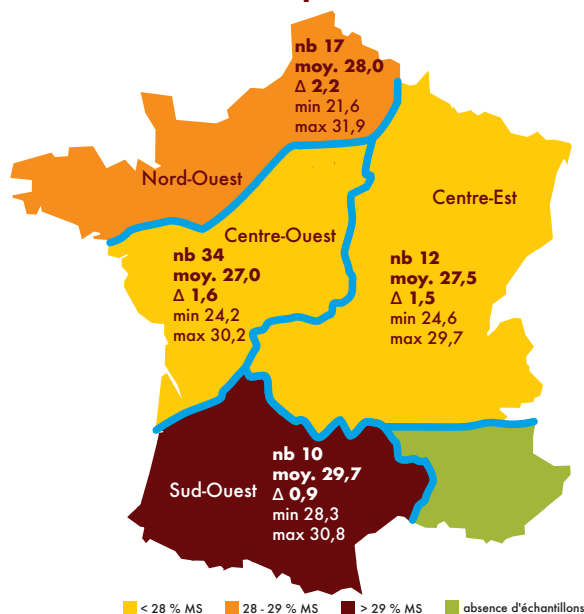 nb 17
moy. 28,0
Δ 2,2
min 21,6
max 31,9
Nord-Ouest
Centre-Est
Centre-Ouest
nb 34
moy. 27,0
Δ 1,6
min 24,2
max 30,2
nb 12
moy. 27,5
Δ 1,5
min 24,6
max 29,7
Sud-Ouest
nb 10
moy. 29,7
Δ 0,9
min 28,3
max 30,8
< 28 % MS
28 - 29 % MS
> 29 % MS
absence d'échantillons